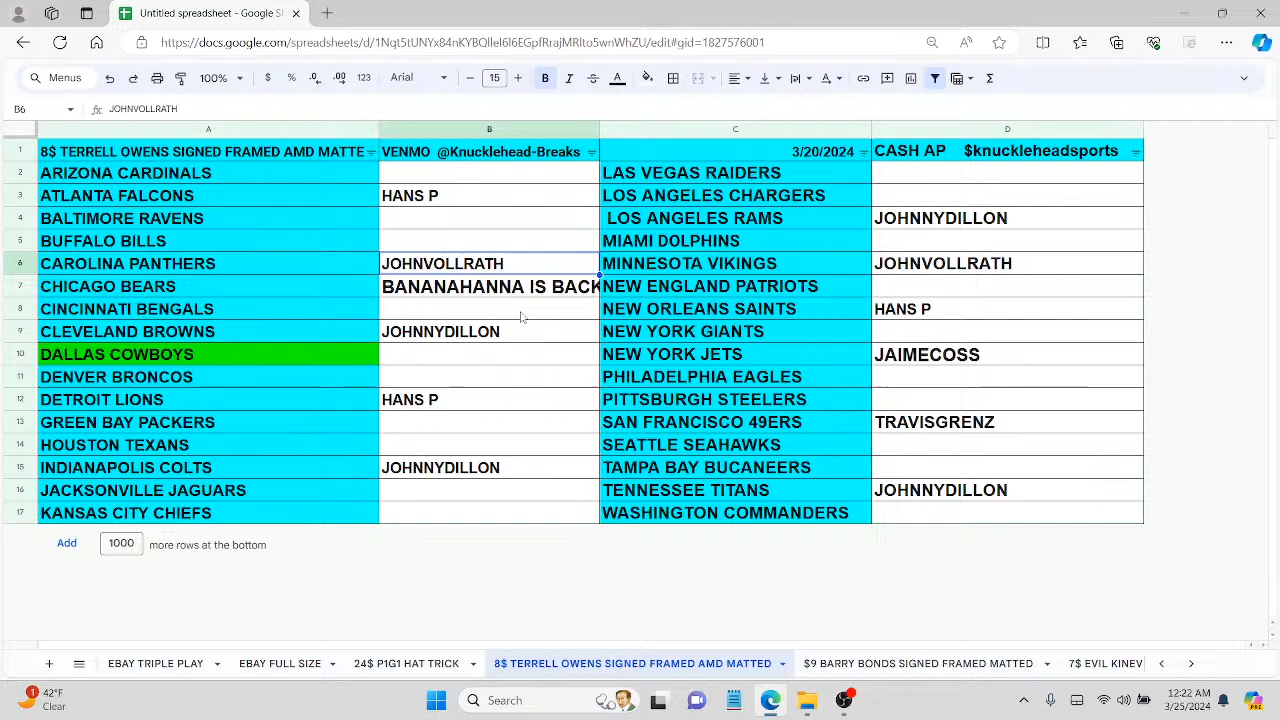 Untitled spreadsheet - Google S
https://docs.google.com/spreadsheets/d/1Nqt5tUNYx84nKYBQlleI6l6EGpfRrajMRIto5wnWhZU/edit#gid=1827576001
Menus 100% $ % .0 .00 123 Arial 15 B I A
B6 fx JOHNVOLLRATH
A B C D
1 8$ TERRELL OWENS SIGNED FRAMED AMD MATTE VENMO @Knucklehead-Breaks 3/20/2024 CASH AP $knuckleheadsports
2 ARIZONA CARDINALS LAS VEGAS RAIDERS
3 ATLANTA FALCONS HANS P LOS ANGELES CHARGERS
4 BALTIMORE RAVENS LOS ANGELES RAMS JOHNNYDILLON
5 BUFFALO BILLS MIAMI DOLPHINS
CAROLINA PANTHERS JOHNVOLLRATH MINNESOTA VIKINGS JOHNVOLLRATH
7 CHICAGO BEARS BANANAHANNA IS BACK NEW ENGLAND PATRIOTS
8 CINCINNATI BENGALS NEW ORLEANS SAINTS HANS P
CLEVELAND BROWNS JOHNNYDILLON NEW YORK GIANTS
10 DALLAS COWBOYS NEW YORK JETS JAIMECOSS
DENVER BRONCOS PHILADELPHIA EAGLES
12 DETROIT LIONS HANS P PITTSBURGH STEELERS
13 GREEN BAY PACKERS SAN FRANCISCO 49ERS TRAVISGRENZ
14 HOUSTON TEXANS SEATTLE SEAHAWKS
15 INDIANAPOLIS COLTS JOHNNYDILLON TAMPA BAY BUCANEERS
16 JACKSONVILLE JAGUARS TENNESSEE TITANS JOHNNYDILLON
KANSAS CITY CHIEFS WASHINGTON COMMANDERS
Add 1000 more rows at the bottom
EBAY TRIPLE PLAY EBAY FULL SIZE 24$ P1G1 HAT TRICK 8$ TERRELL OWENS SIGNED FRAMED AMD MATTED $9 BARRY BONDS SIGNED FRAMED MATTED 7$ EVIL KNIEV
1 42°F Search 2:22 AM
Clear 3/25/2024